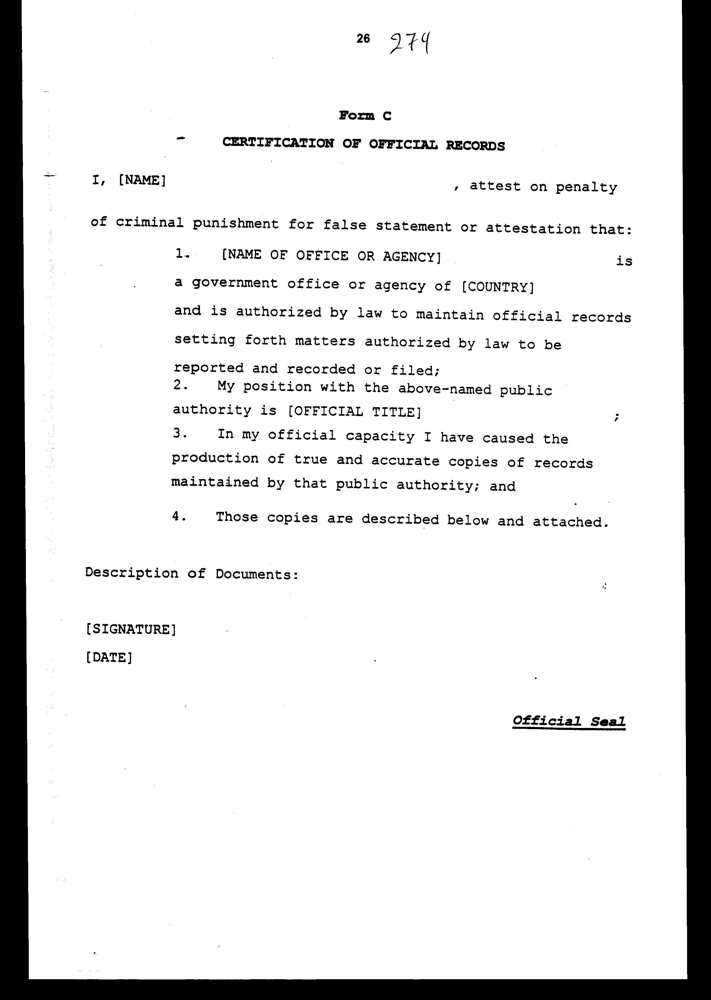 26 274
Form C
CERTIFICATION OF OFFICIAL RECORDS
I, [NAME] , attest on penalty
of criminal punishment for false statement or attestation that:
1. [NAME OF OFFICE OR AGENCY] is
a government office or agency of [COUNTRY]
and is authorized by law to maintain official records
setting forth matters authorized by law to be
reported and recorded or filed;
2. My position with the above-named public
authority is [OFFICIAL TITLE] ;
3. In my official capacity I have caused the
production of true and accurate copies of records
maintained by that public authority; and
4. Those copies are described below and attached.
Description of Documents:
[SIGNATURE]
[DATE]
Official Seal